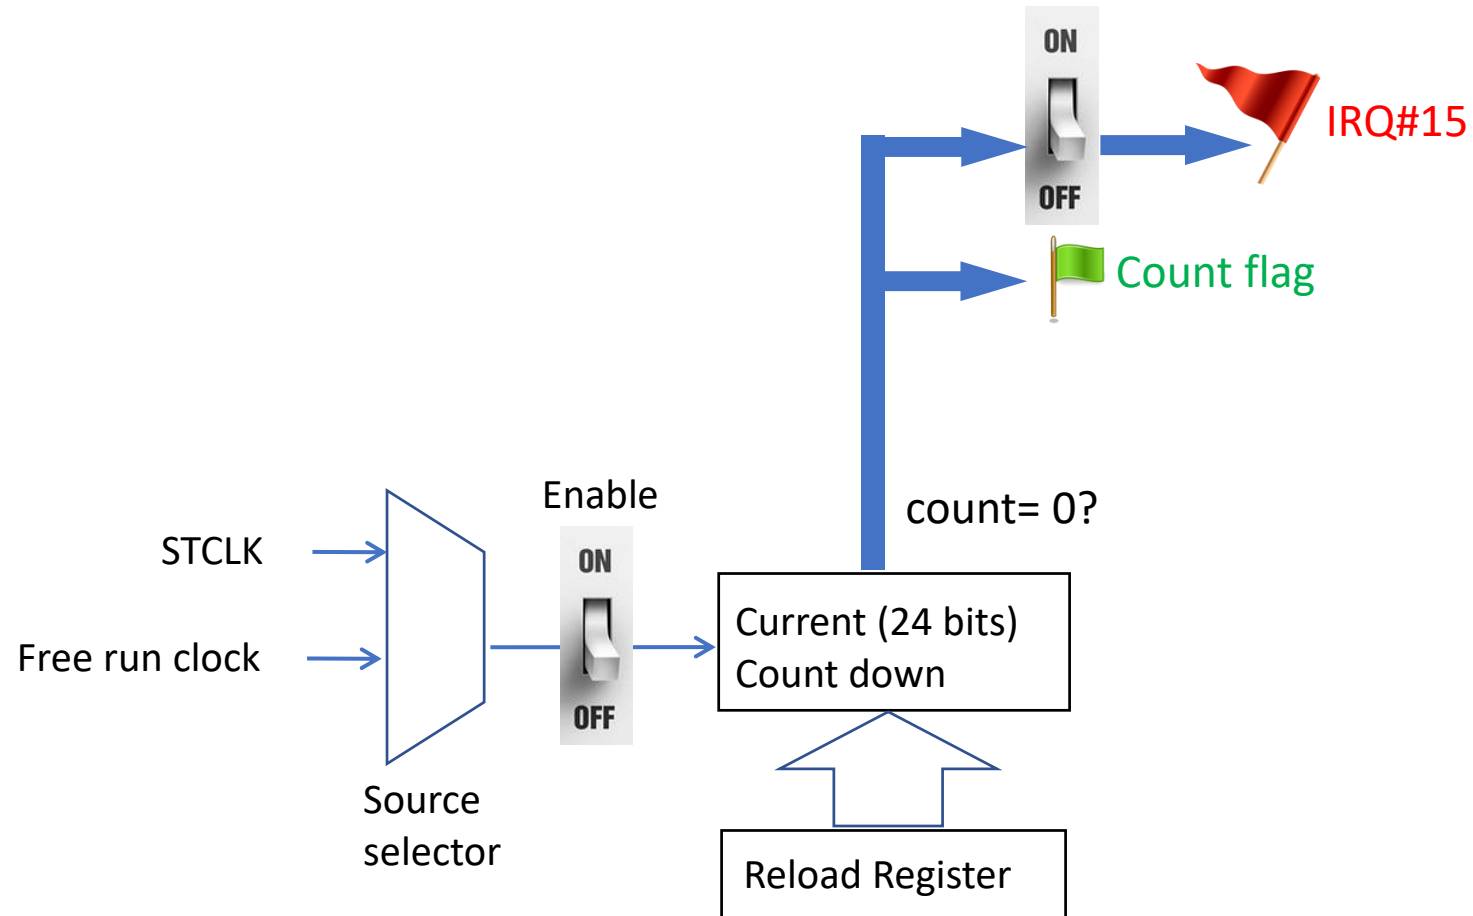 ON
IRQ#15
OFF
Count flag
Enable
count= 0?
STCLK
ON
Current (24 bits)
Count down
Free run clock
OFF
Source
selector
Reload Register